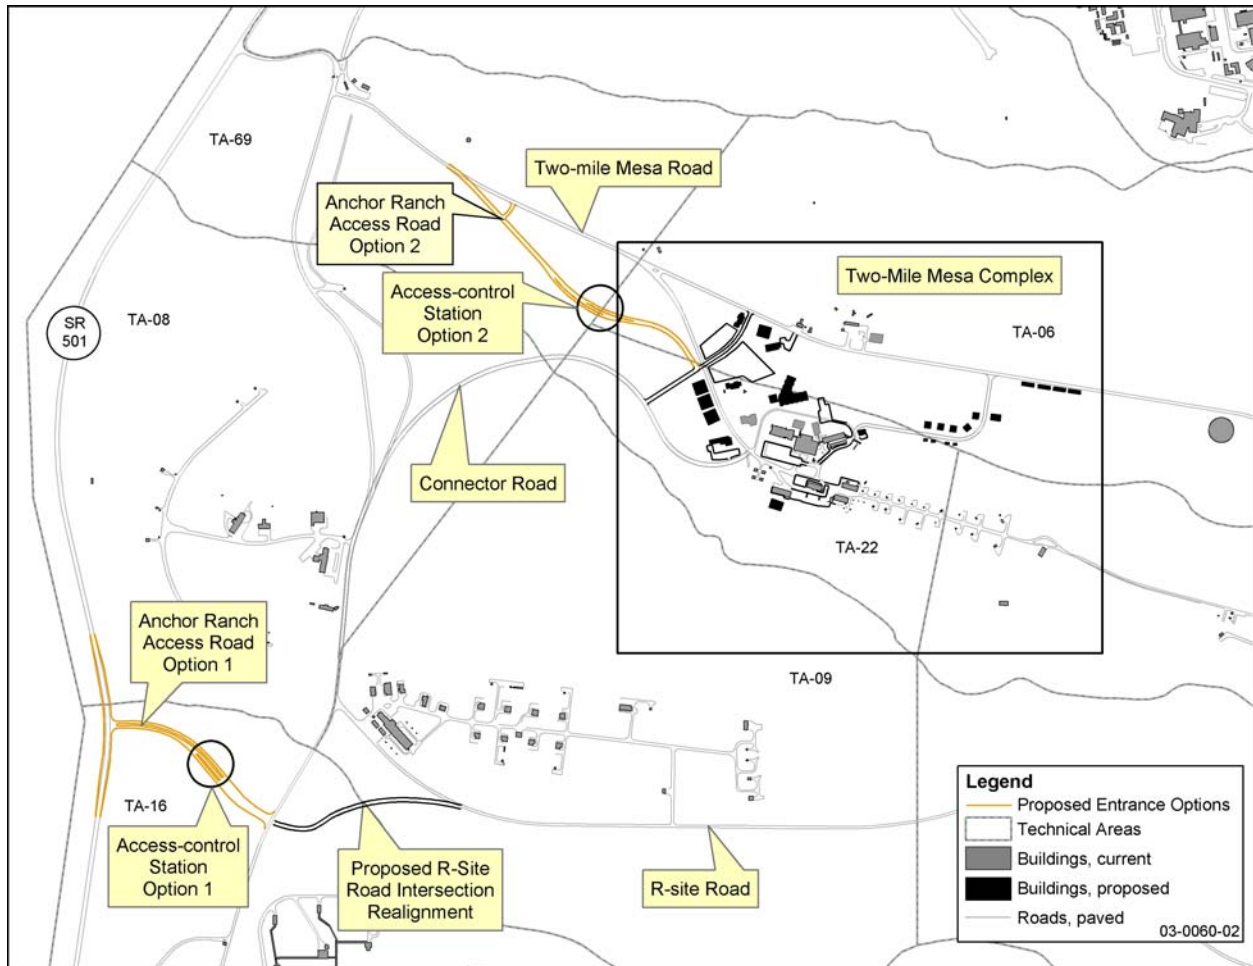 TA-69
Two-mile Mesa Road
Anchor Ranch
Access Road
Option 2
Two-Mile Mesa Complex
Access-control
Station
Option 2
SR
501
TA-08
TA-06
Connector Road
TA-22
Anchor Ranch
Access Road
Option 1
TA-09
TA-16
Access-control
Station
Option 1
Proposed R-Site
Road Intersection
Realignment
R-site Road
Legend
Proposed Entrance Options
Technical Areas
Buildings, current
Buildings, proposed
Roads, paved
03-0060-02